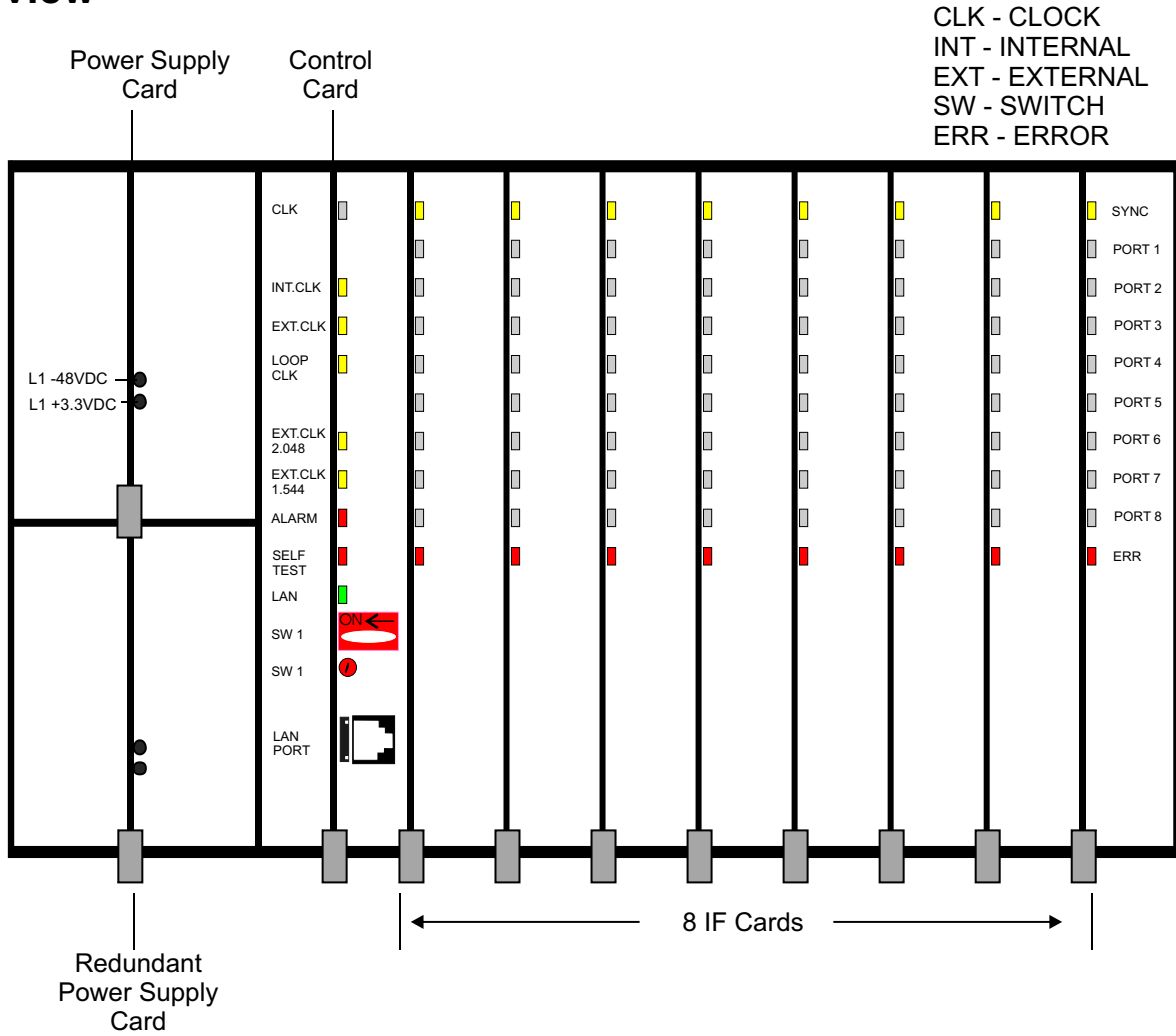 VIEW
CLK - CLOCK
INT - INTERNAL
EXT - EXTERNAL
SW - SWITCH
ERR - ERROR
Power Supply
Card
Control
Card
CLK
INT.CLK
EXT.CLK
LOOP
CLK
EXT.CLK
2.048
EXT.CLK
1.544
ALARM
SELF
TEST
LAN
SW 1
ON
SW 1
LAN
PORT
L1 -48VDC
L1 +3.3VDC
SYNC
PORT 1
PORT 2
PORT 3
PORT 4
PORT 5
PORT 6
PORT 7
PORT 8
ERR
8 IF Cards
Redundant
Power Supply
Card